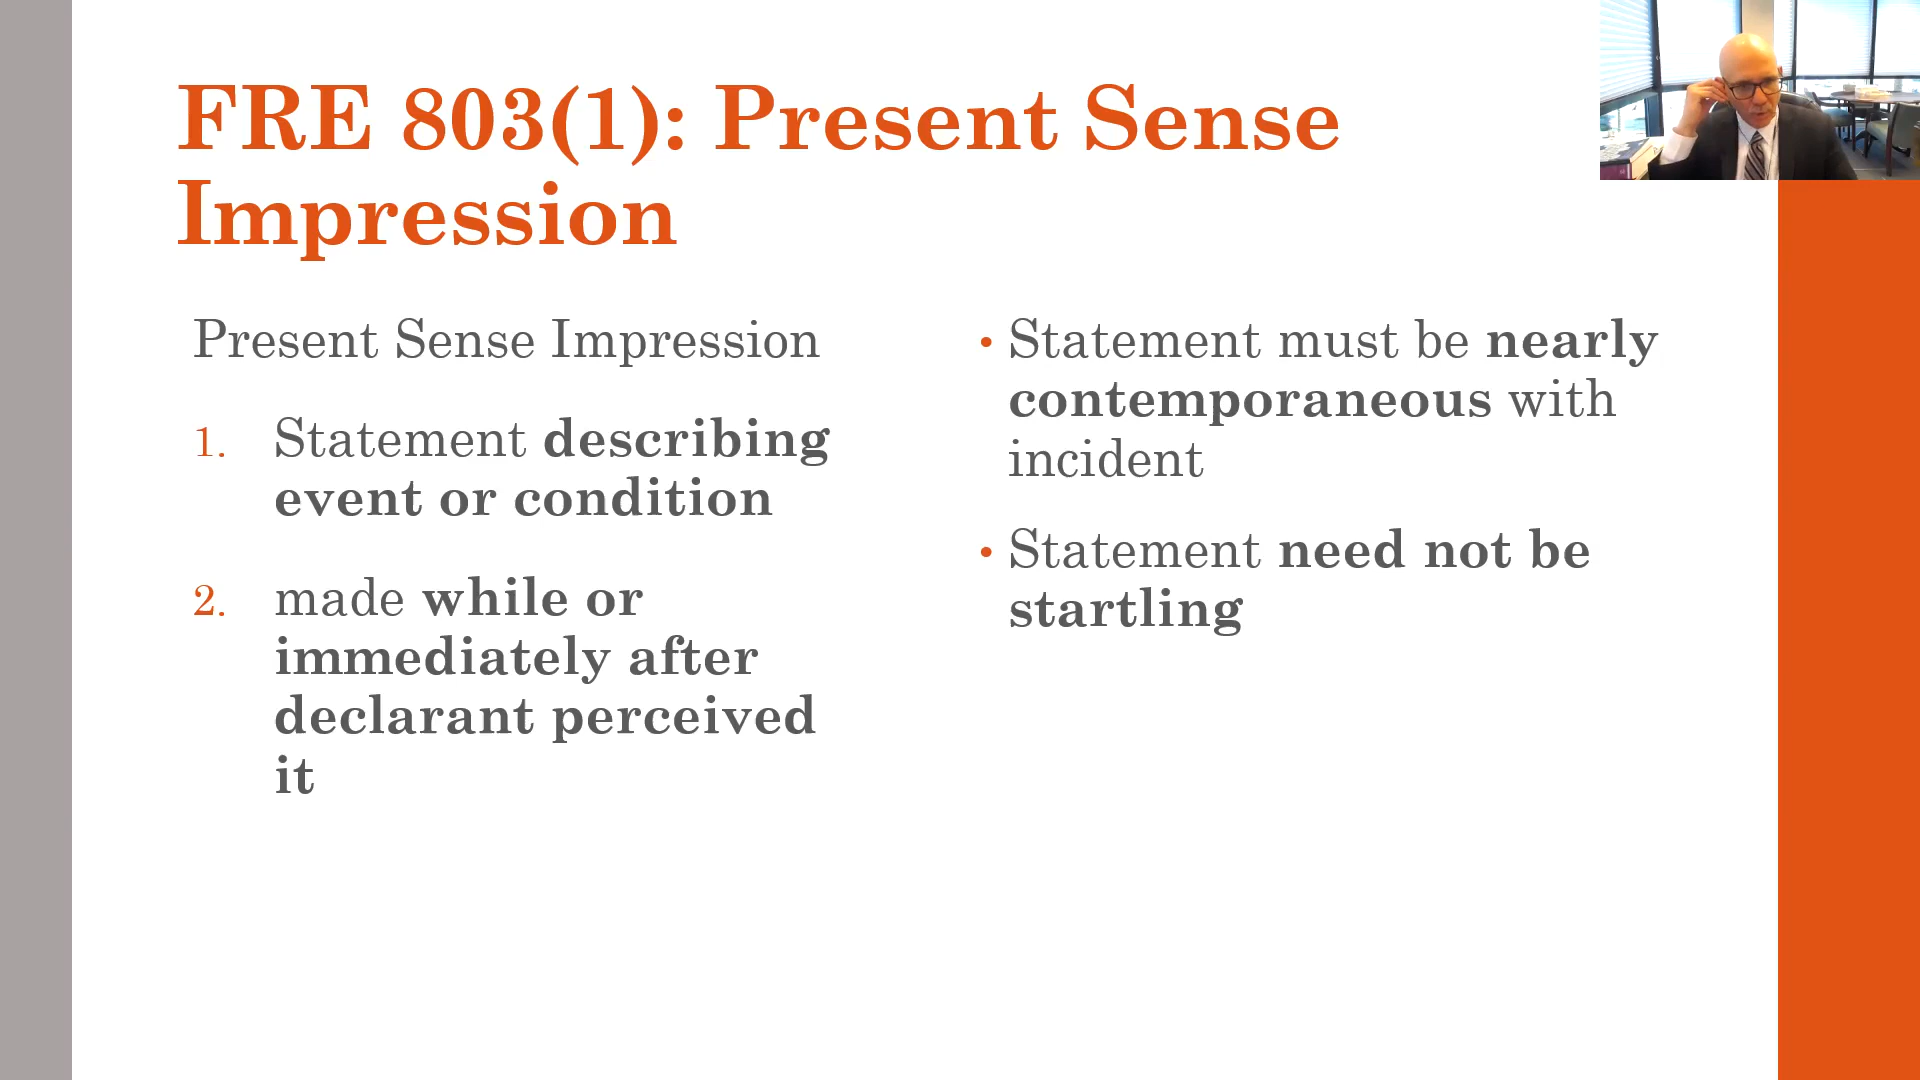 FRE 803(1): Present Sense
Impression
Present Sense Impression
1. Statement describing
event or condition
2. made while or
immediately after
declarant perceived
it
• Statement must be nearly
contemporaneous with
incident
• Statement need not be
startling